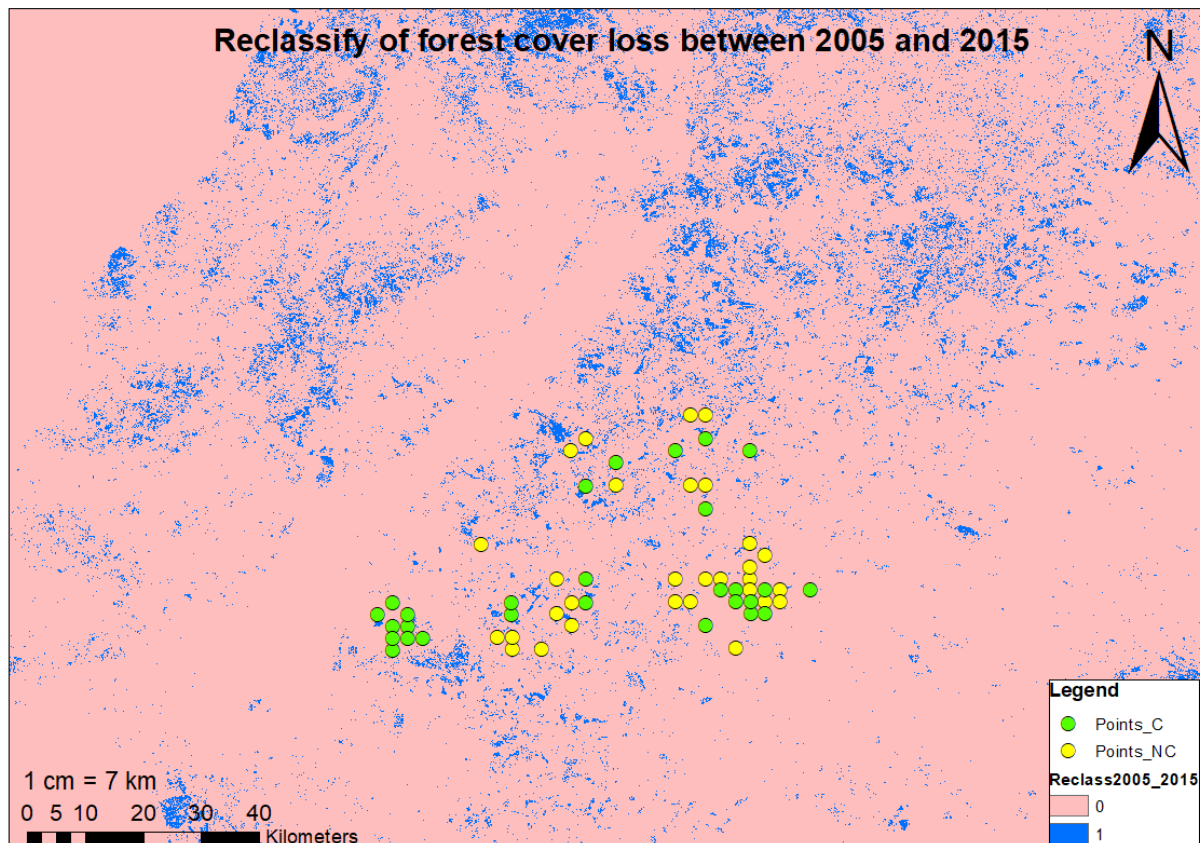 Reclassify of forest cover loss between 2005 and 2015
N
Legend
Points_C
Points_NC
Reclass2005_2015
0
1
1 cm = 7 km
0 5 10 20 30 40
Kilometers